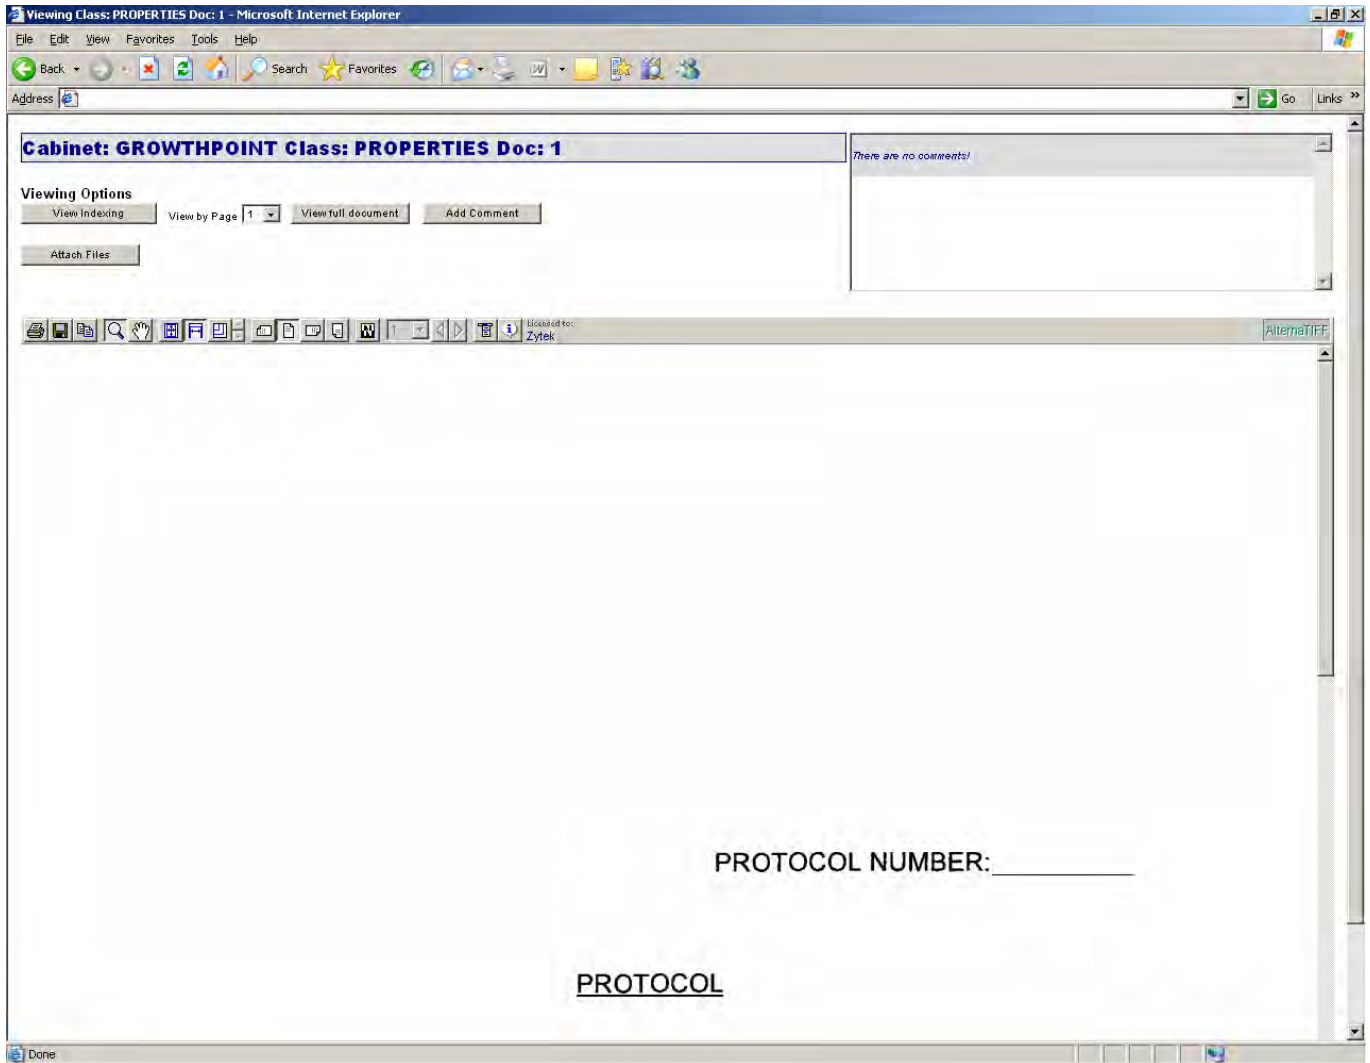 Viewing Class: PROPERTIES Doc: 1 - Microsoft Internet Explorer
File Edit View Favorites Tools Help
Back Search Favorites
Address Go Links »
Cabinet: GROWTHPOINT Class: PROPERTIES Doc: 1
There are no comments!
Viewing Options
View Indexing View by Page 1 View full document Add Comment
Attach Files
1 Licensed to:
Zytek
AlternaTIFF
PROTOCOL NUMBER:__________
PROTOCOL
Done